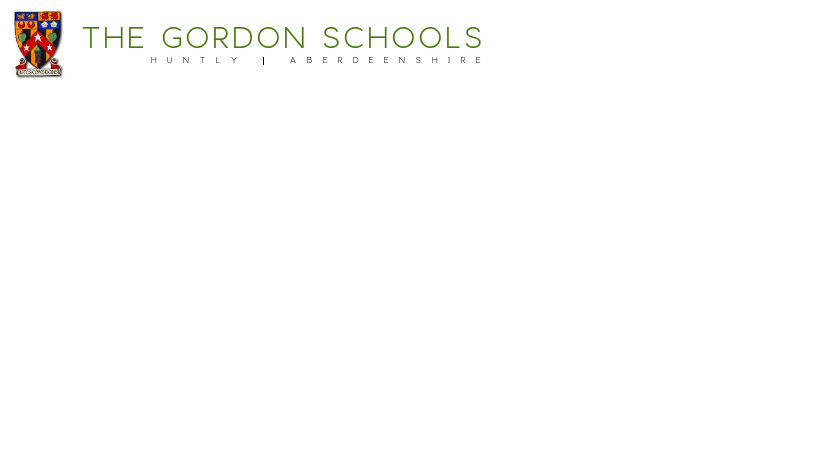 THE GORDON SCHOOLS
HUNTLY | ABERDEENSHIRE